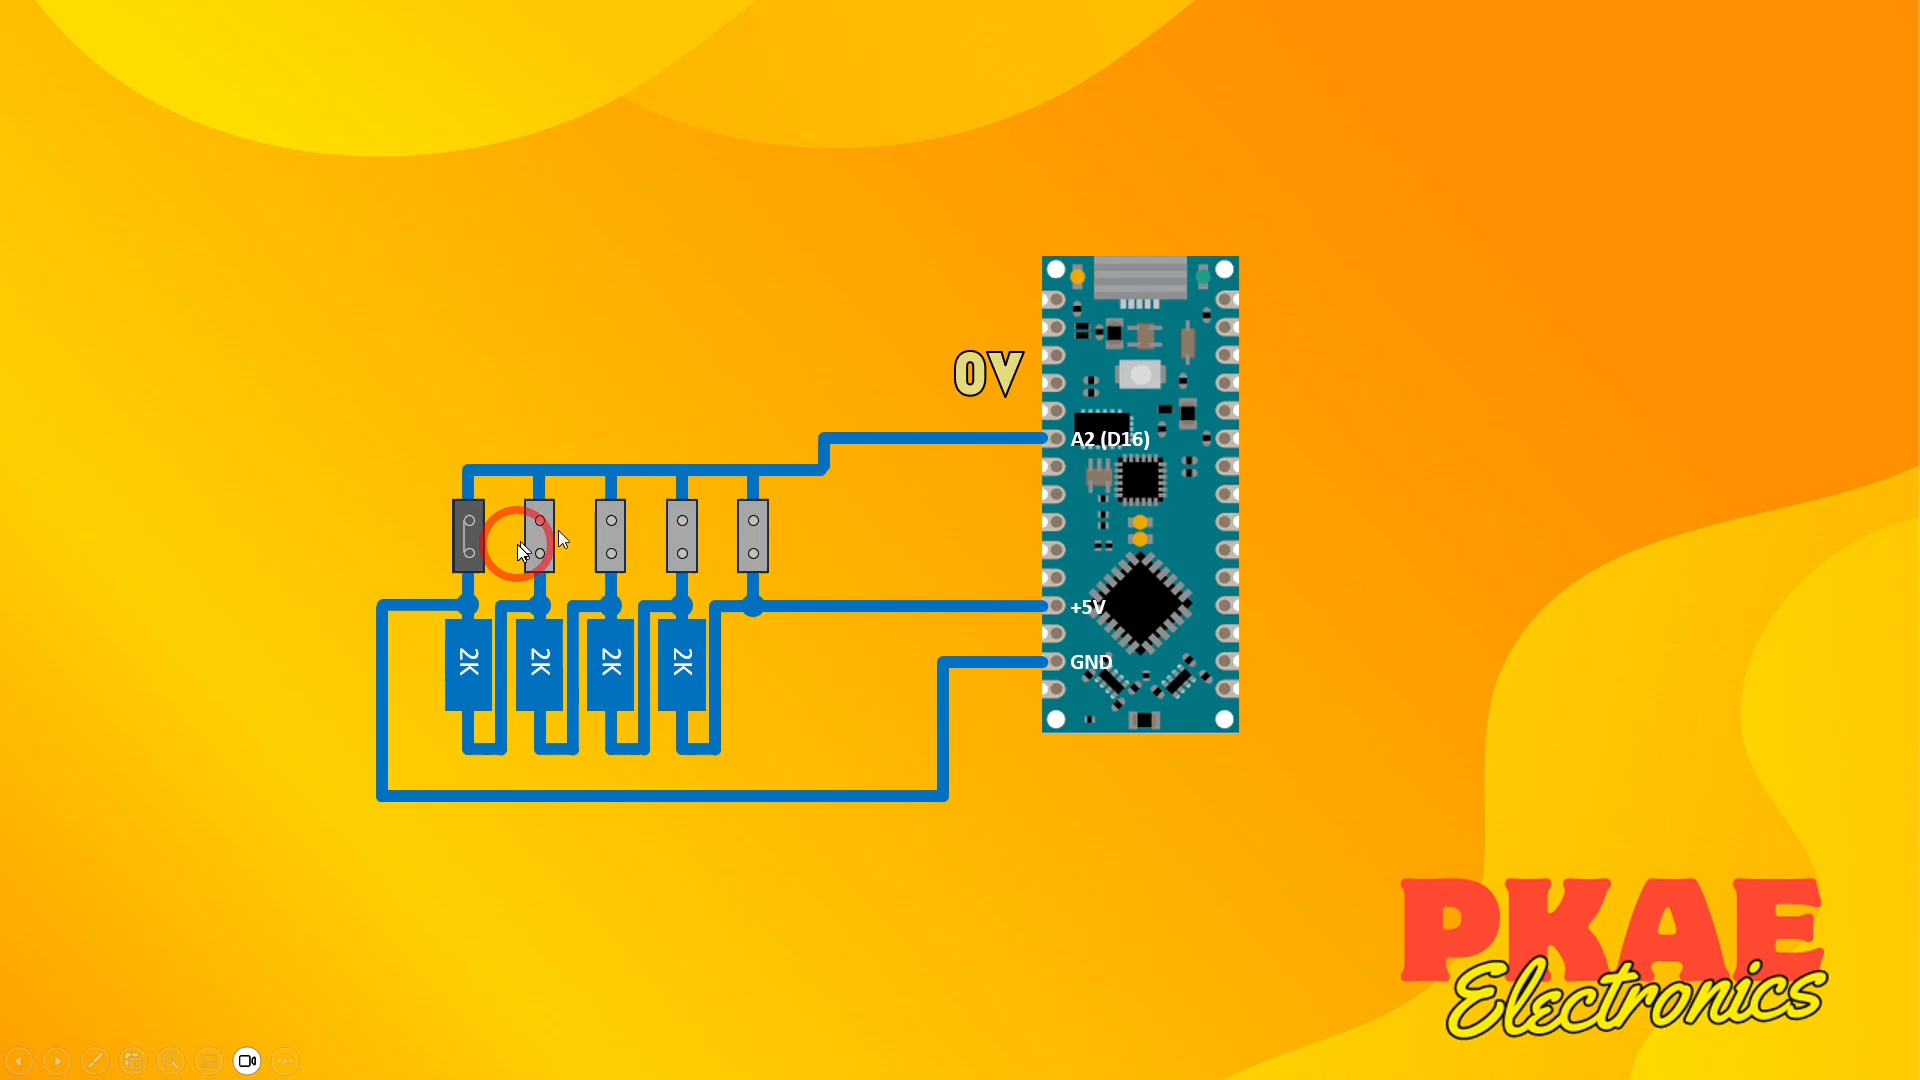 0V
A2 (D16)
+5V
GND
2K
2K
2K
2K
PKAE
Electronics